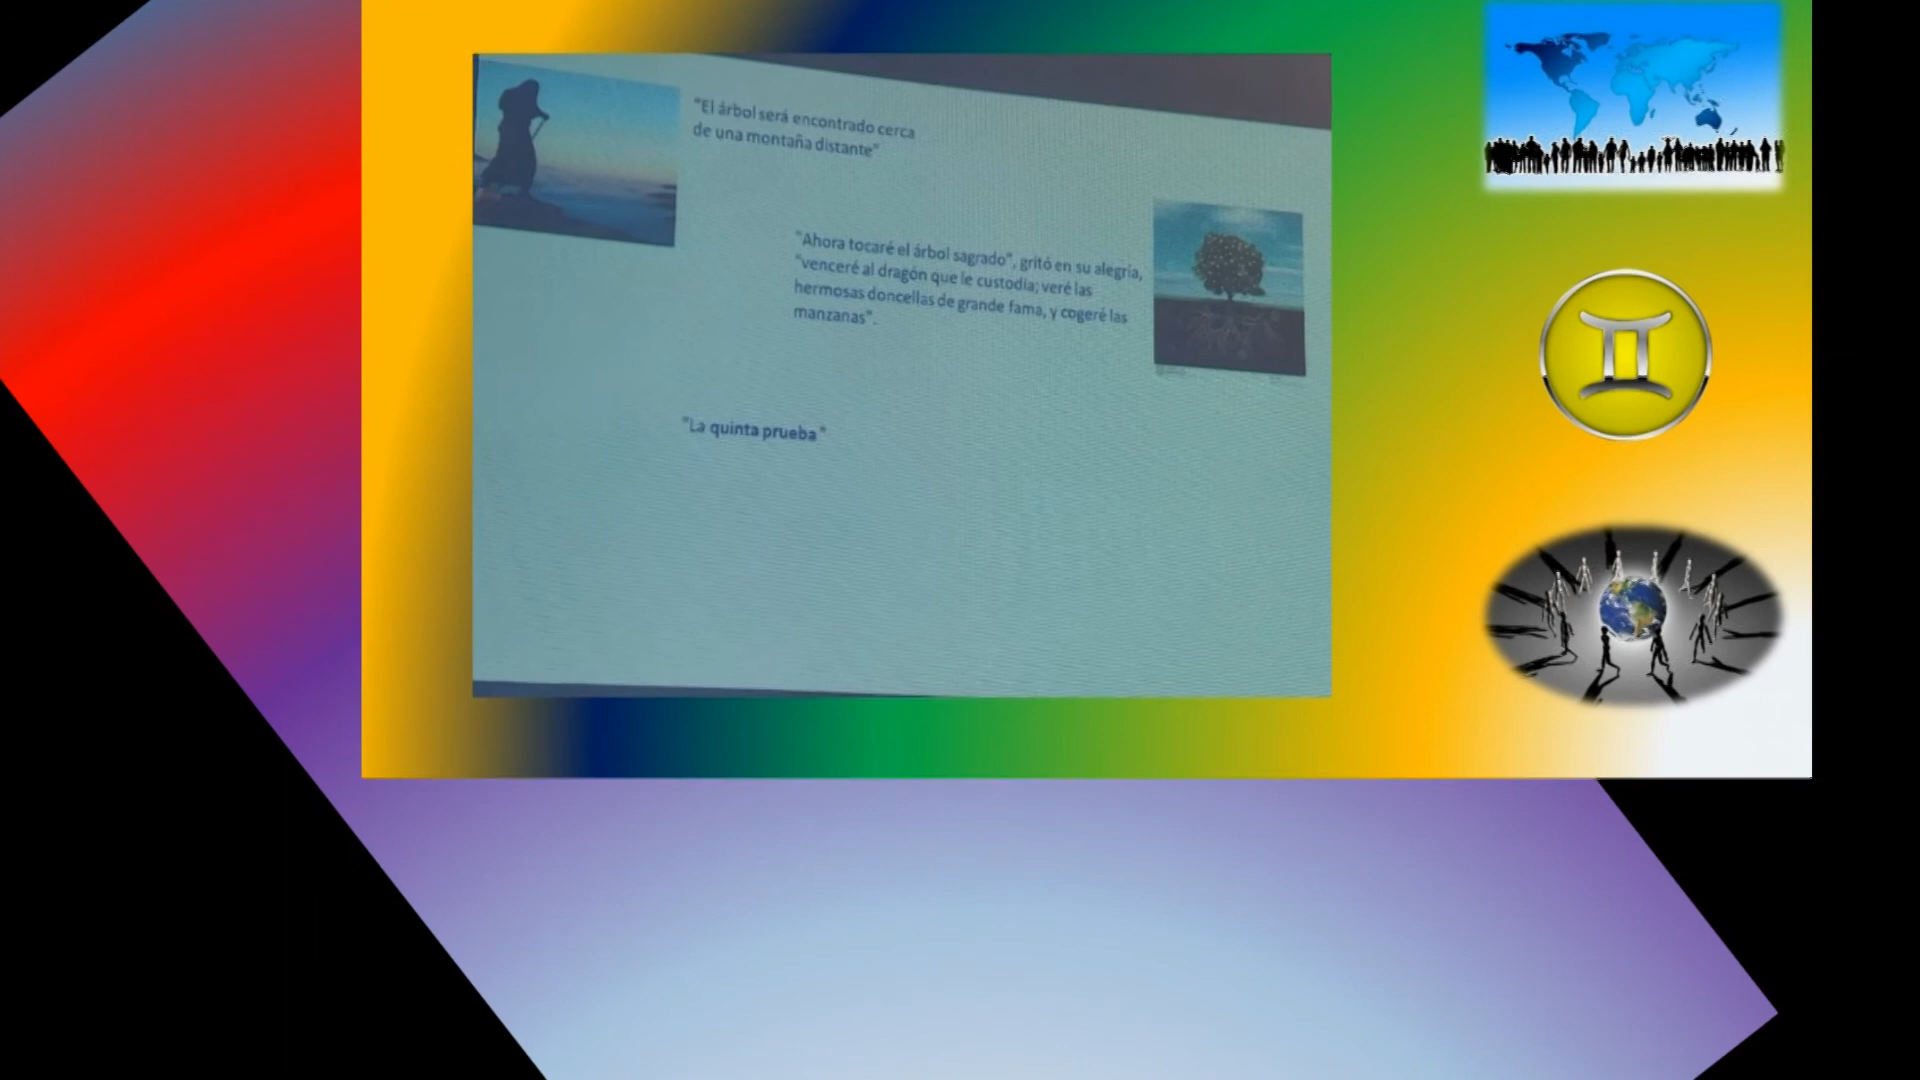 "El árbol será encontrado cerca
de una montaña distante"
"Ahora tocaré el árbol sagrado", gritó en su alegría,
"venceré al dragón que le custodia; veré las
hermosas doncellas de grande fama, y cogeré las
manzanas".
"La quinta prueba"